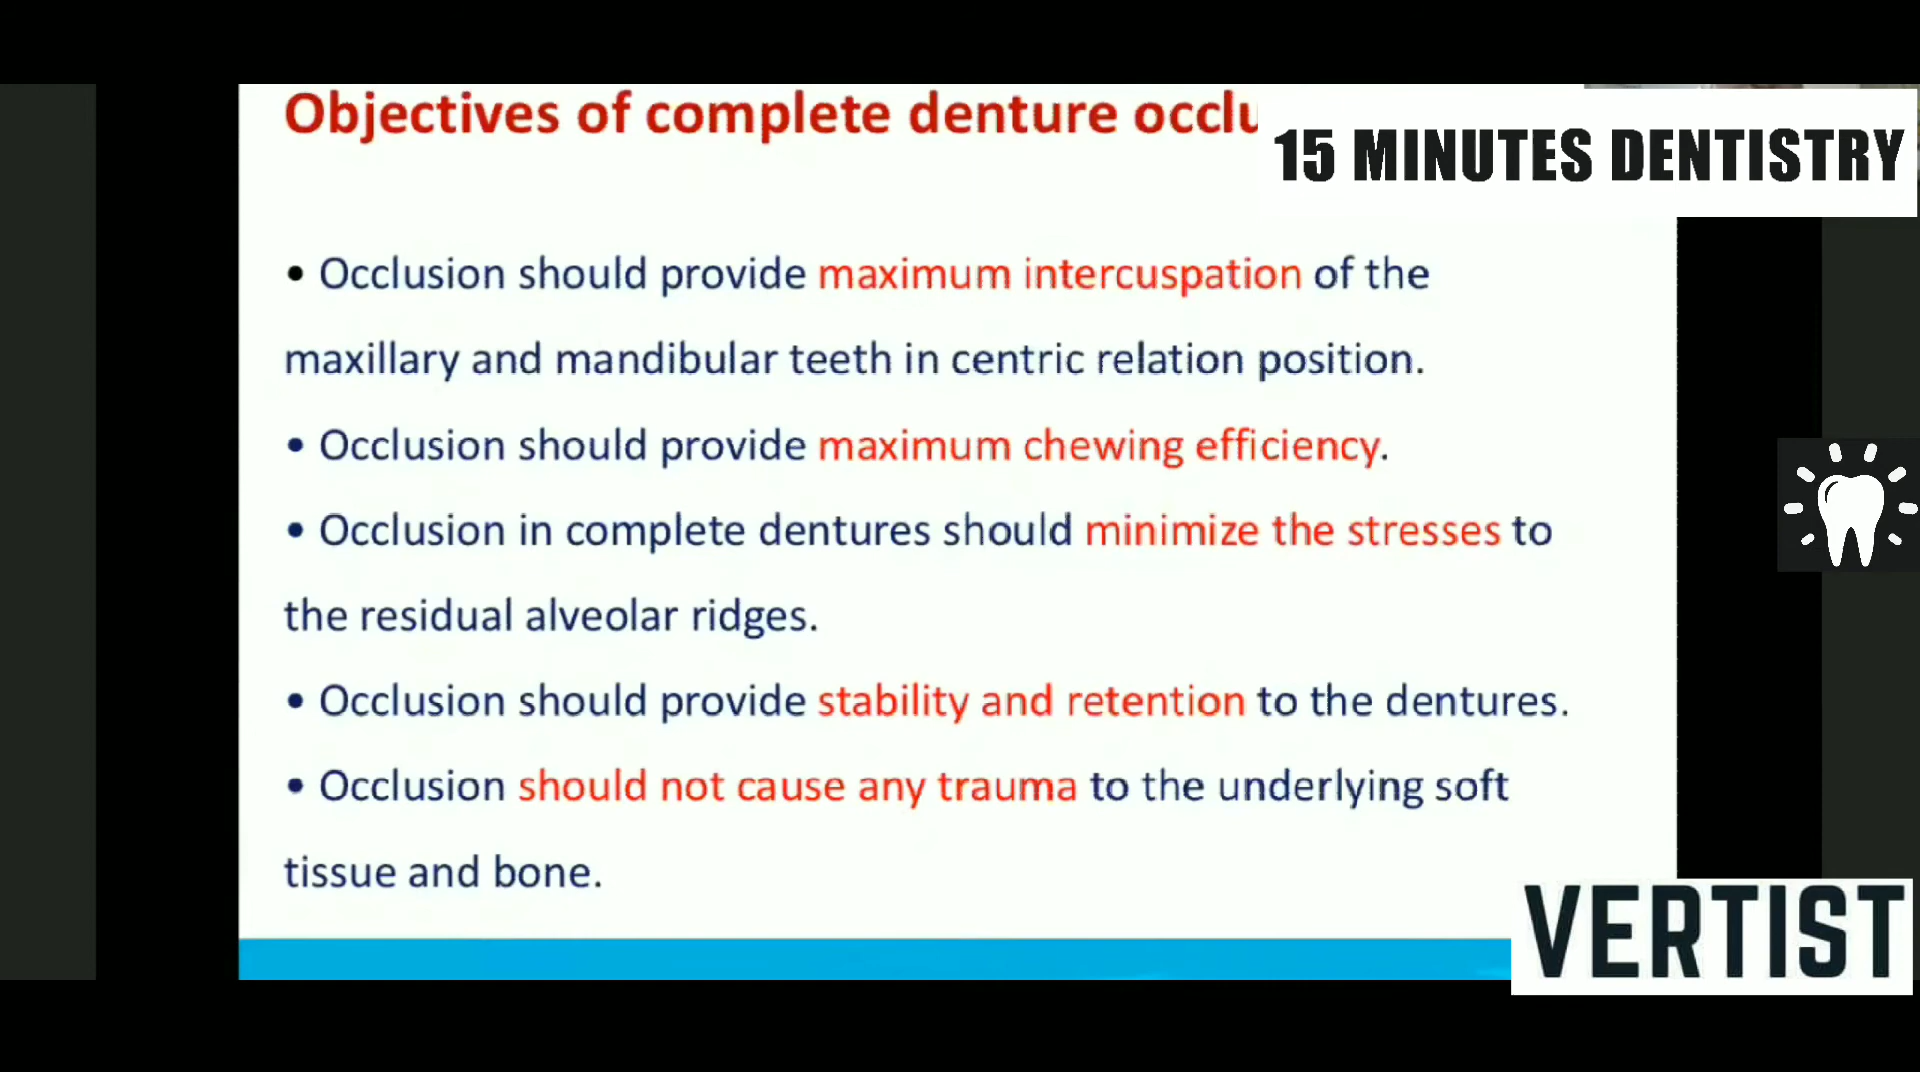 Objectives of complete denture
15 MINUTES DENTISTRY
• Occlusion should provide maximum intercuspation of the
maxillary and mandibular teeth in centric relation position.
• Occlusion should provide maximum chewing efficiency.
• Occlusion in complete dentures should minimize the stresses to
the residual alveolar ridges.
• Occlusion should provide stability and retention to the dentures.
• Occlusion should not cause any trauma to the underlying soft
tissue and bone.
VERTIST